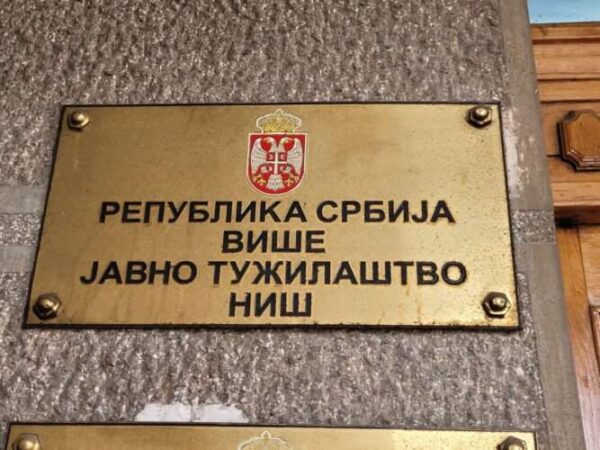 РЕПУБЛИКА СРБИЈА
ВИШЕ
ЈАВНО ТУЖИЛАШТВО
НИШ